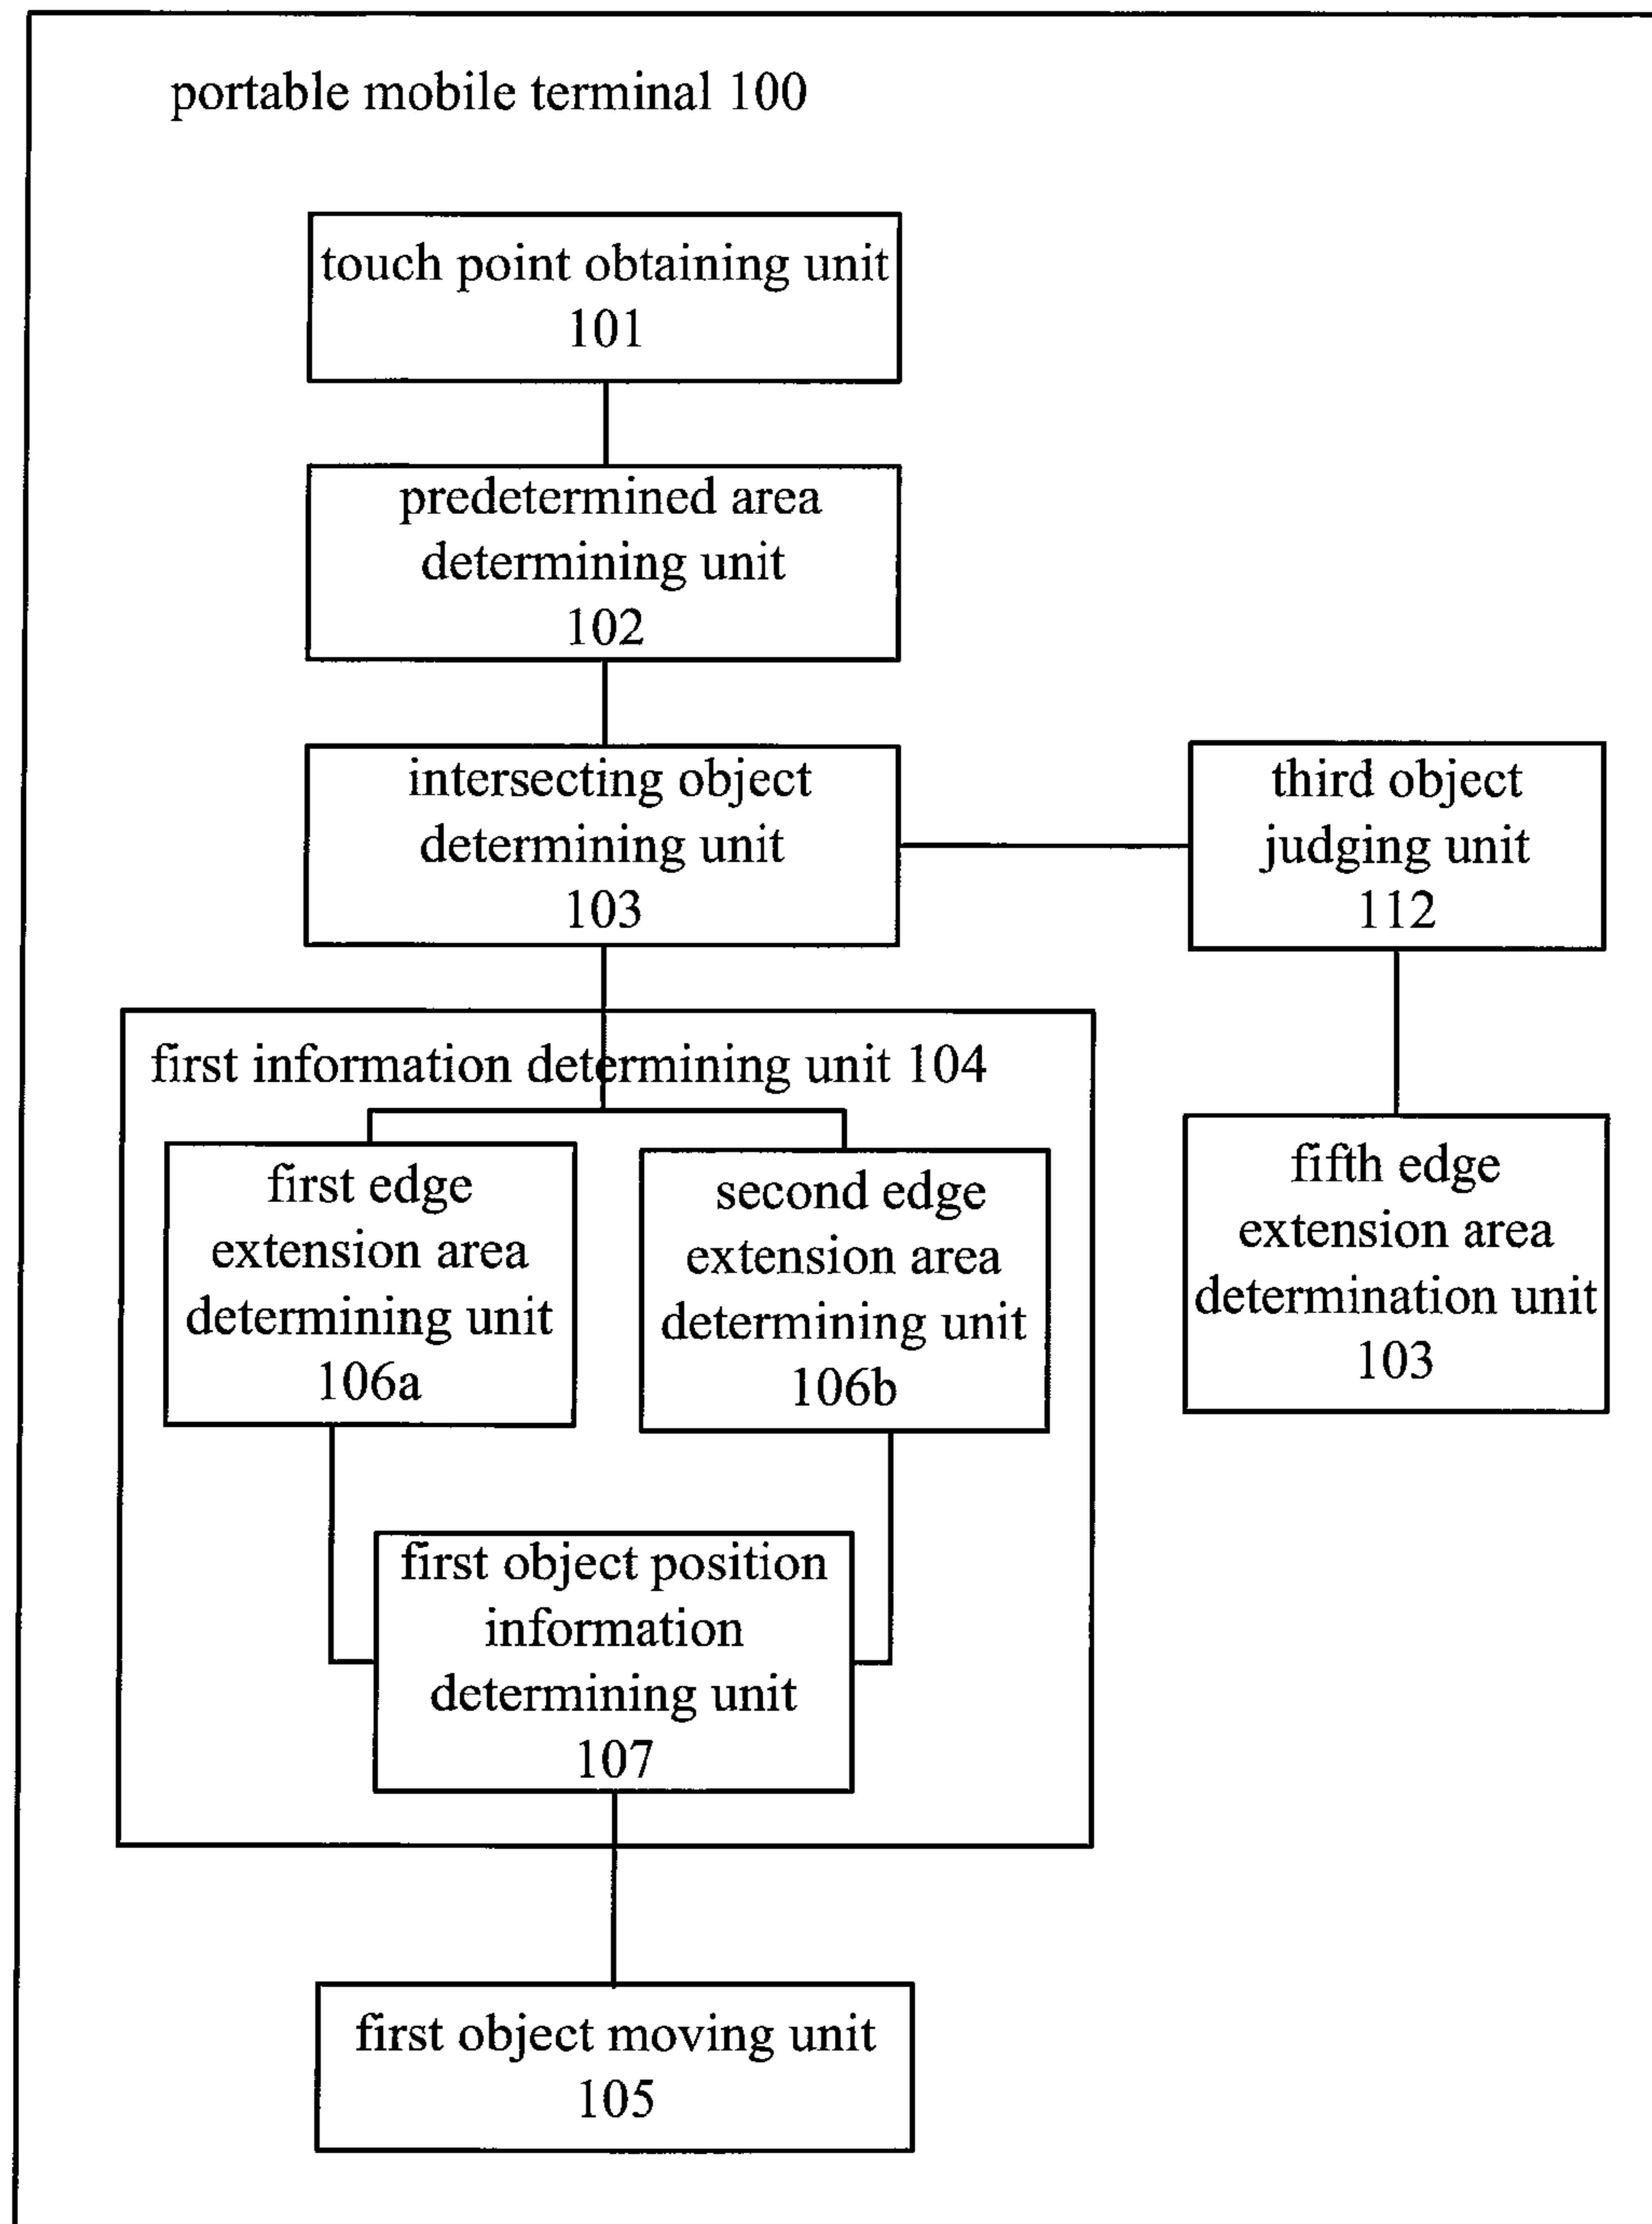 portable mobile terminal 100
touch point obtaining unit
101
predetermined area
determining unit
102
intersecting object
determining unit
103
third object
judging unit
112
first information determining unit 104
first edge
extension area
determining unit
106a
second edge
extension area
determining unit
106b
fifth edge
extension area
determination unit
103
first object position
information
determining unit
107
first object moving unit
105